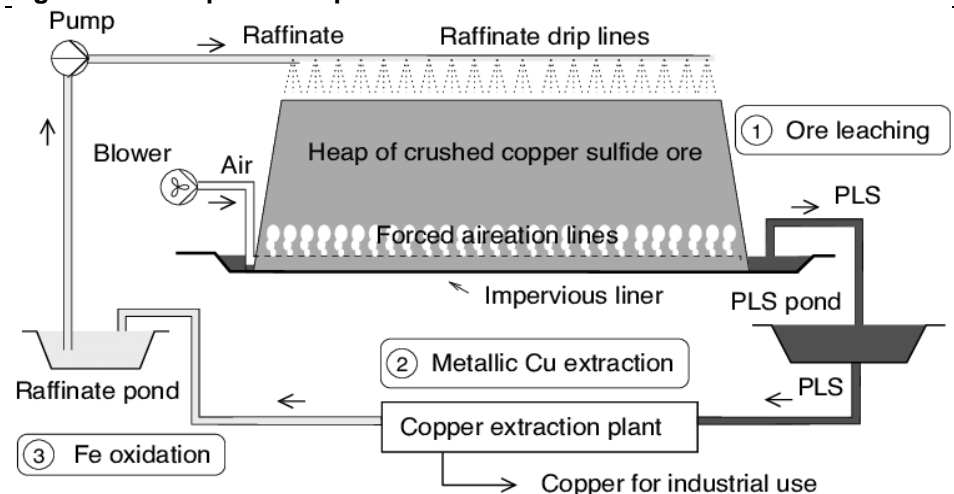 Pump
Raffinate
Raffinate drip lines
1 Ore leaching
Heap of crushed copper sulfide ore
Blower
Air
PLS
Forced aireation lines
Impervious liner
PLS pond
2 Metallic Cu extraction
Raffinate pond
PLS
Copper extraction plant
3 Fe oxidation
Copper for industrial use